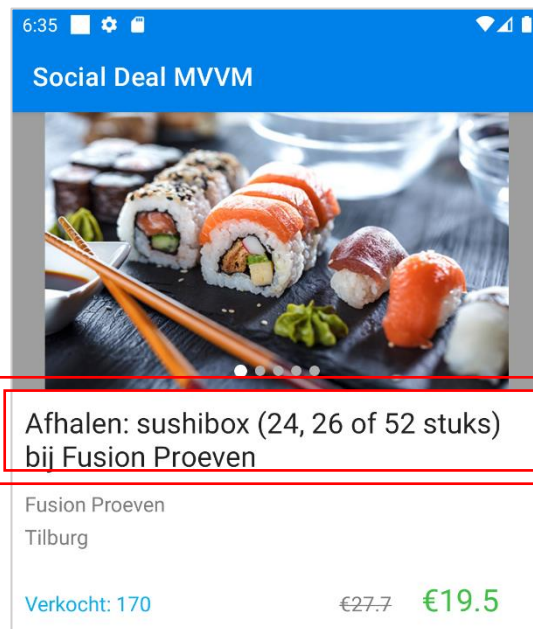 6:35
Social Deal MVVM
Afhalen: sushibox (24, 26 of 52 stuks)
bij Fusion Proeven
Fusion Proeven
Tilburg
Verkocht: 170 €27.7 €19.5